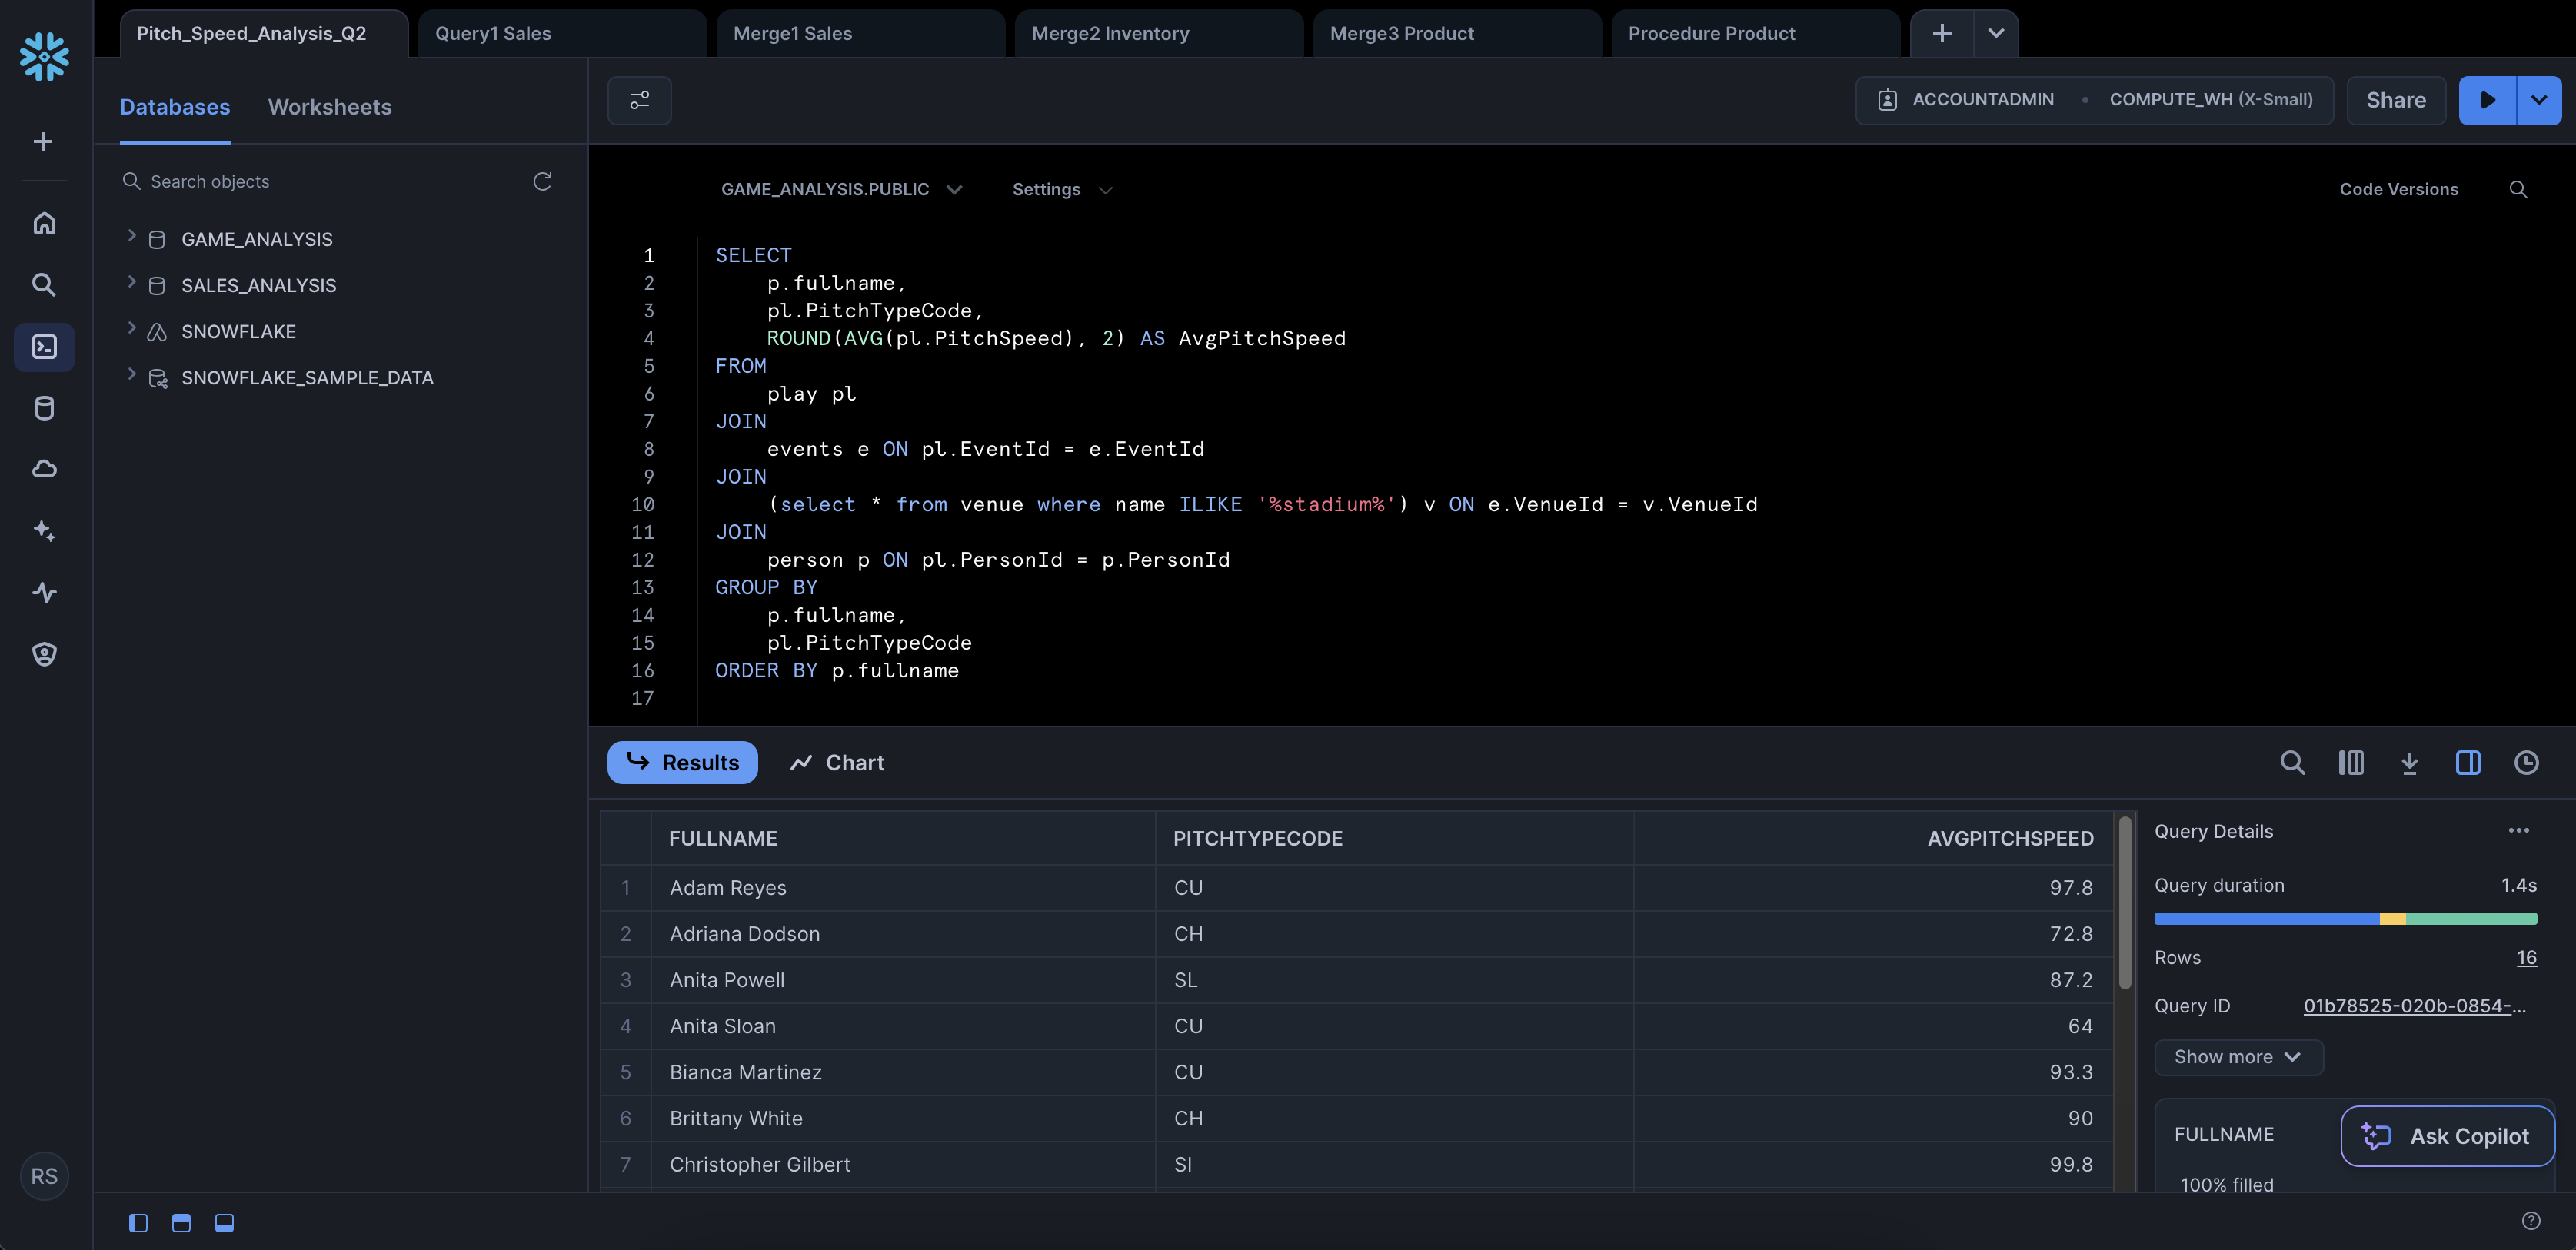 Pitch_Speed_Analysis_Q2 Query1 Sales Merge1 Sales Merge2 Inventory Merge3 Product Procedure Product
Databases Worksheets
ACCOUNTADMIN • COMPUTE_WH (X-Small) Share
Search objects
GAME_ANALYSIS
SALES_ANALYSIS
SNOWFLAKE
SNOWFLAKE_SAMPLE_DATA
RS
GAME_ANALYSIS.PUBLIC Settings Code Versions
1 SELECT
2 p.fullname,
3 pl.PitchTypeCode,
4 ROUND(AVG(pl.PitchSpeed), 2) AS AvgPitchSpeed
5 FROM
6 play pl
7 JOIN
8 events e ON pl.EventId = e.EventId
9 JOIN
10 (select * from venue where name ILIKE '%stadium%') v ON e.VenueId = v.VenueId
11 JOIN
12 person p ON pl.PersonId = p.PersonId
13 GROUP BY
14 p.fullname,
15 pl.PitchTypeCode
16 ORDER BY p.fullname
17
Results Chart
FULLNAME PITCHTYPECODE AVGPITCHSPEED
1 Adam Reyes CU 97.8
2 Adriana Dodson CH 72.8
3 Anita Powell SL 87.2
4 Anita Sloan CU 64
5 Bianca Martinez CU 93.3
6 Brittany White CH 90
7 Christopher Gilbert SI 99.8
Query Details
Query duration 1.4s
Rows 16
Query ID 01b78525-020b-0854-...
Show more
FULLNAME
Ask Copilot
100% filled